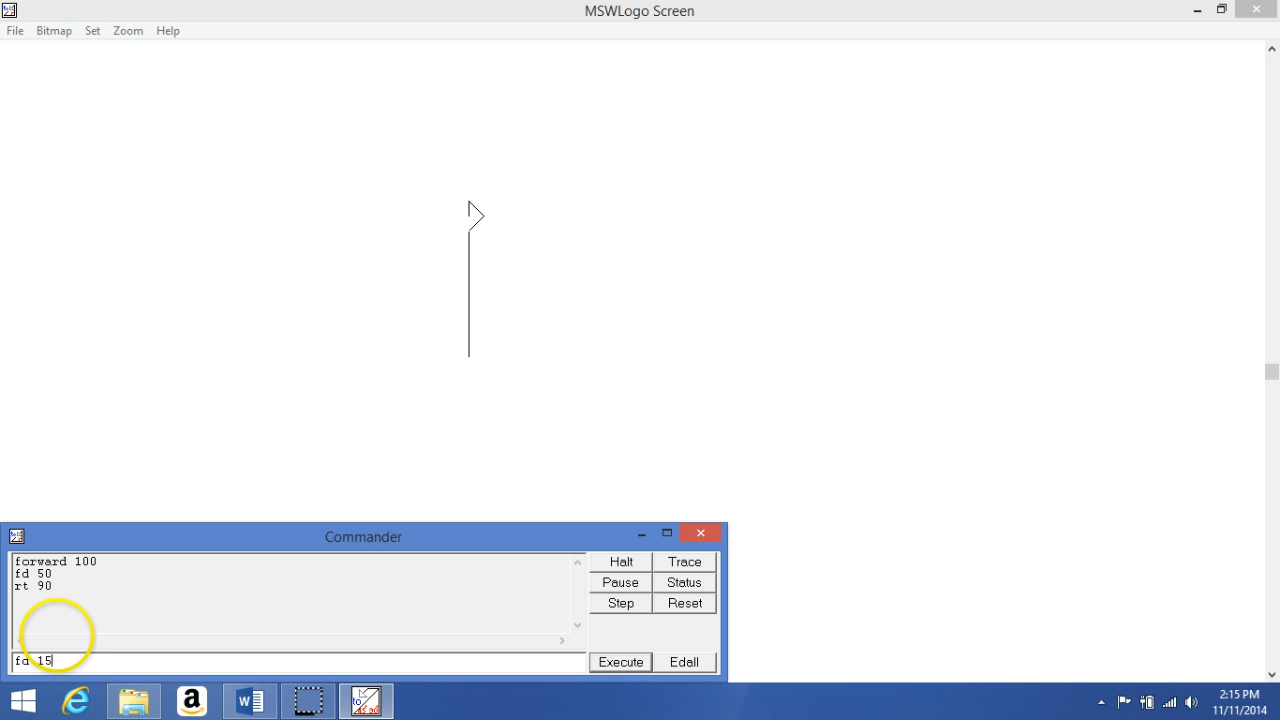 MSWLogo Screen
File Bitmap Set Zoom Help
Commander
forward 100
fd 50
rt 90
Halt Trace
Pause Status
Step Reset
fd 15
Execute Edall
2:15 PM
11/11/2014